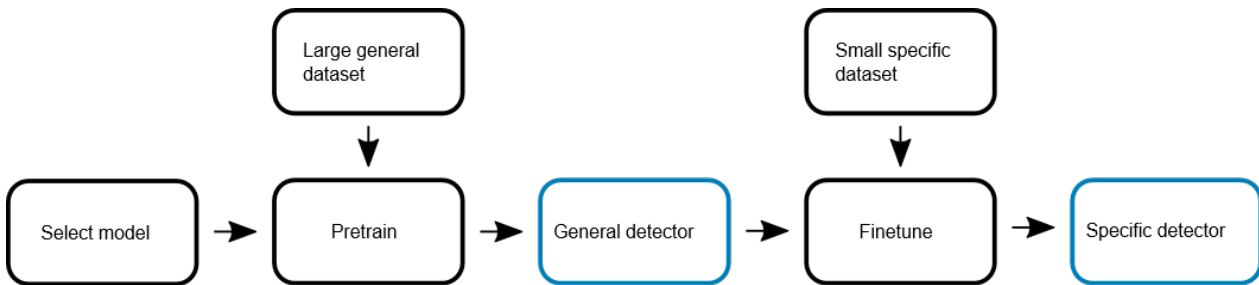 Large general
dataset
Small specific
dataset
Select model
Pretrain
General detector
Finetune
Specific detector